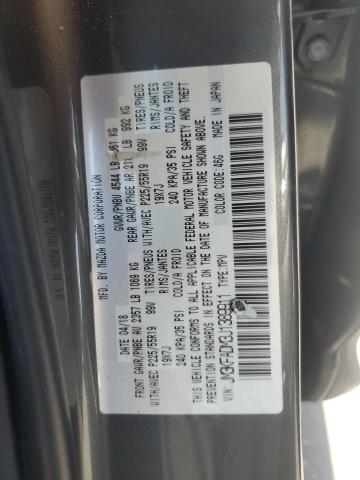 MFD. BY MAZDA MOTOR CORPORATION
GVWR/PNBV 4544 LB KG
DATE 04/18
FRONT GAWR/PNBE AV 2357 LB 1069 KG
REAR GAWR/PNBE AR LB 992 KG
WITH/AVEC P225/55R19 99V TIRES/PNEUS
WITH/AVEC P225/55R19 99V TIRES/PNEUS
19X7J RIMS/JANTES
19X7J RIMS/JANTES
240 KPA/35 PSI COLD/A FROID
240 KPA/35 PSI COLD/A FROID
THIS VEHICLE CONFORMS TO ALL APPLICABLE FEDERAL MOTOR VEHICLE SAFETY AND THEFT
PREVENTION STANDARDS IN EFFECT ON THE DATE OF MANUFACTURE SHOWN ABOVE.
MADE IN JAPAN
COLOR CODE: 46G
TYPE: MPV
VIN: